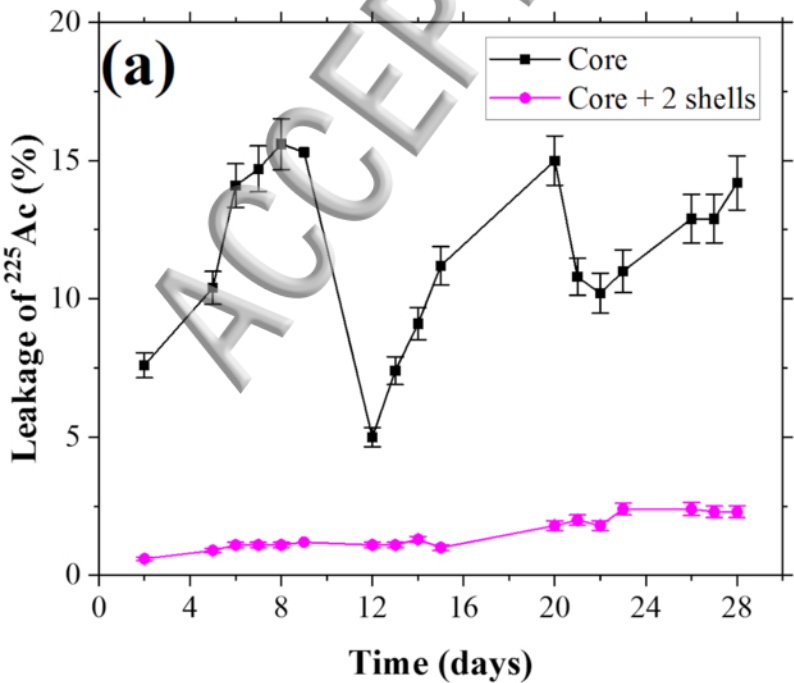 (a)
Core
Core + 2 shells
Leakage of ²²⁵Ac (%)
20
15
10
5
0
0 4 8 12 16 20 24 28
Time (days)